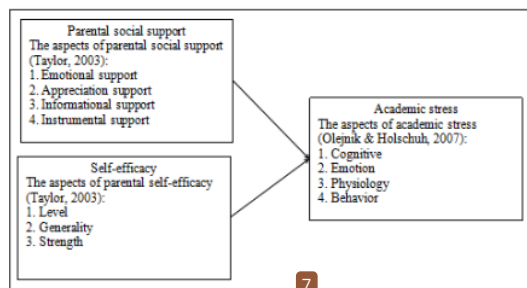 Parental social support
The aspects of parental social support
(Taylor, 2003):
1. Emotional support
2. Appreciation support
3. Informational support
4. Instrumental support
Self-efficacy
The aspects of parental self-efficacy
(Taylor, 2003):
1. Level
2. Generality
3. Strength
Academic stress
The aspects of academic stress
(Olejnik & Holschuh, 2007):
1. Cognitive
2. Emotion
3. Physiology
4. Behavior
7